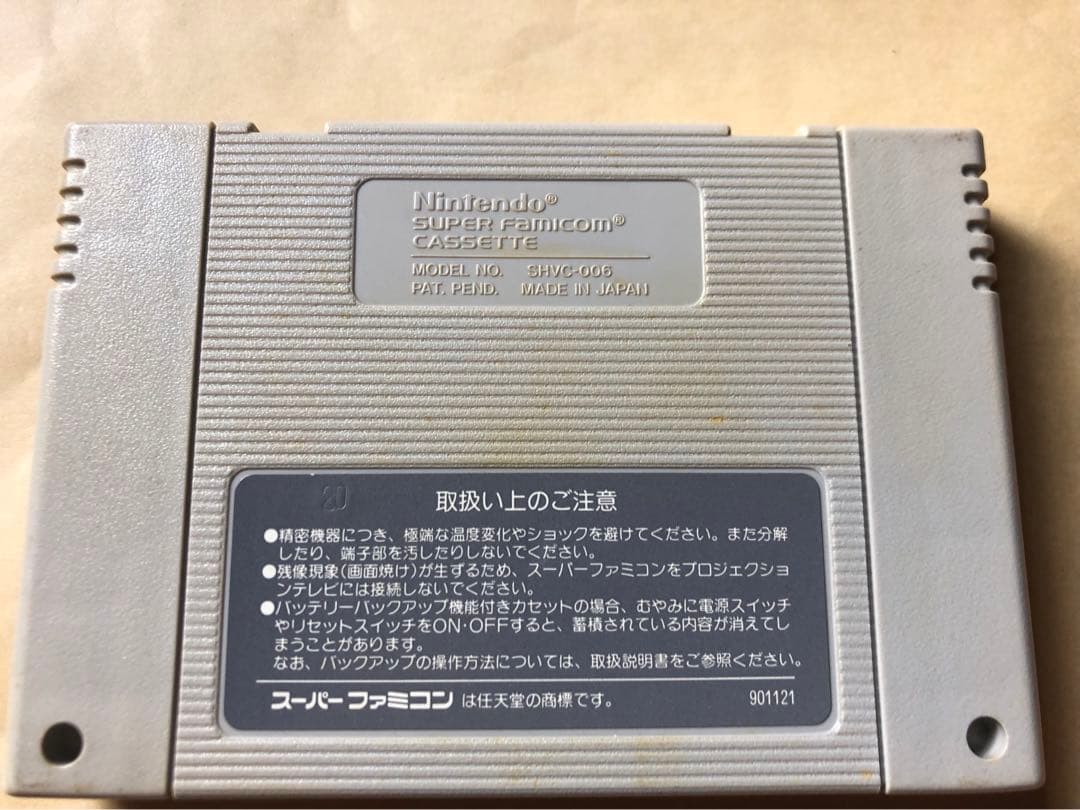 Nintendo®
SUPER Famicom®
CASSETTE
MODEL NO. SHVC-006
PAT. PEND. MADE IN JAPAN
20
取扱い上のご注意
●精密機器につき、極端な温度変化やショックを避けてください。また分解
したり、端子部を汚したりしないでください。
●残像現象(画面焼け)が生ずるため、スーパーファミコンをプロジェクショ
ンテレビには接続しないでください。
●バッテリーバックアップ機能付きカセットの場合、むやみに電源スイッチ
やリセットスイッチをON・OFFすると、蓄積されている内容が消えてし
まうことがあります。
なお、バックアップの操作方法については、取扱説明書をご参照ください。
スーパーファミコン は任天堂の商標です。 901121